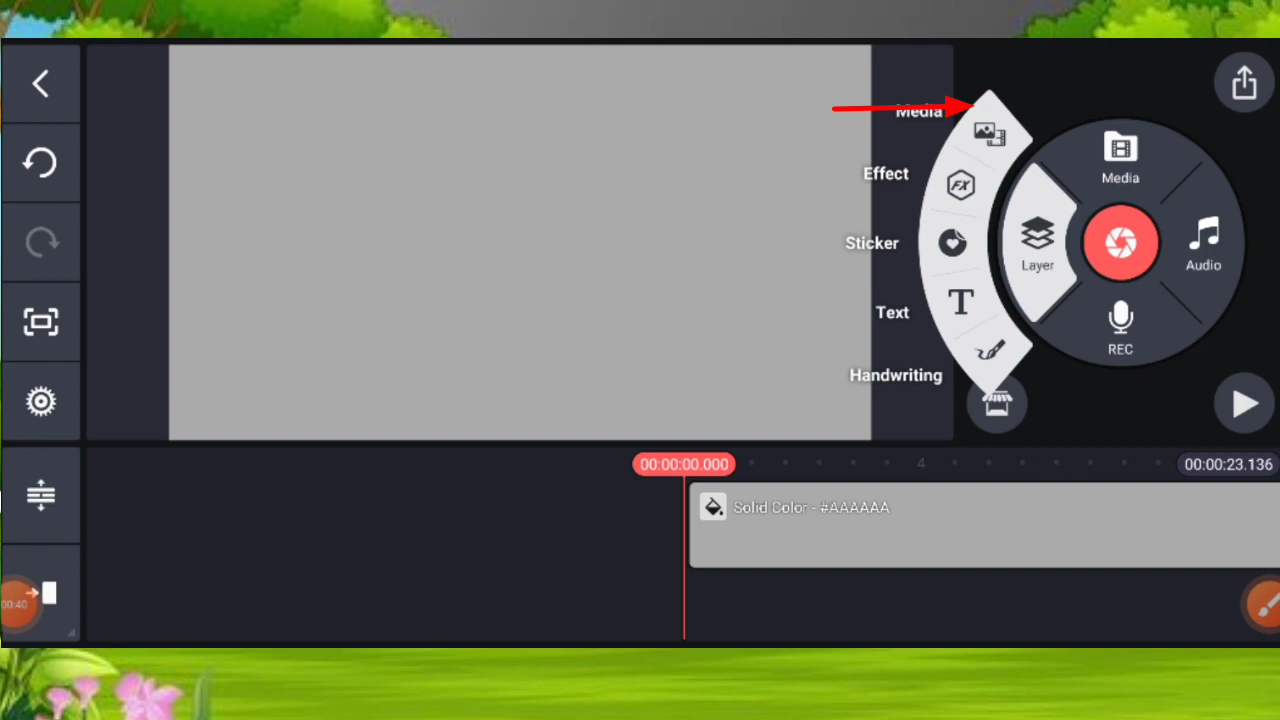 Media
Effect
Sticker
Text
Handwriting
FX
T
Media
Layer
Audio
REC
00:00:00.000
4
00:00:23.136
Solid Color - #AAAAAA
00:40